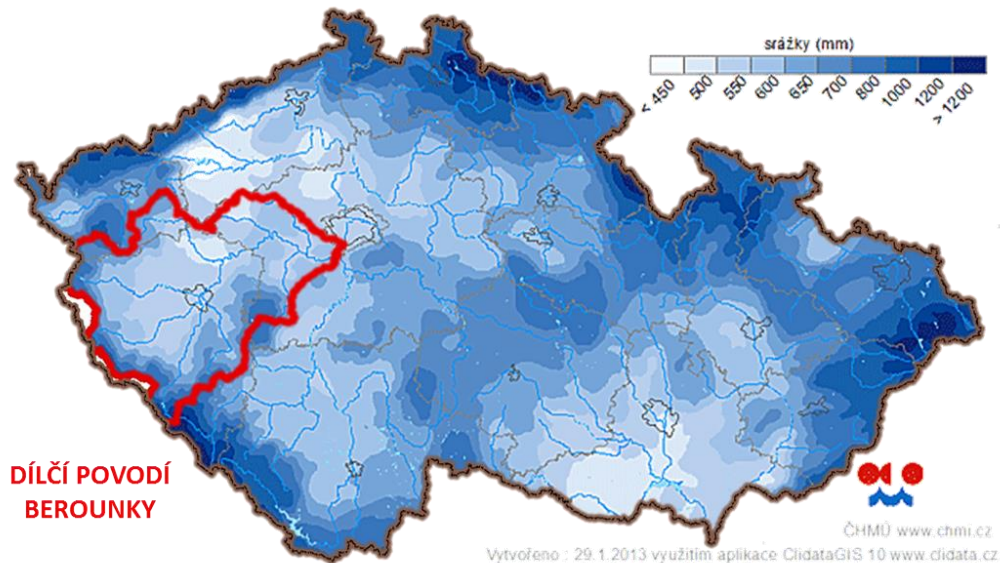 srážky (mm)
< 450 500 550 600 650 700 800 1000 1200 > 1200
DÍLČÍ POVODÍ
BEROUNKY
ČHMÚ www.chmi.cz
Vytvořeno : 29.1.2013 využitím aplikace ClidataGIS 10 www.clidata.cz